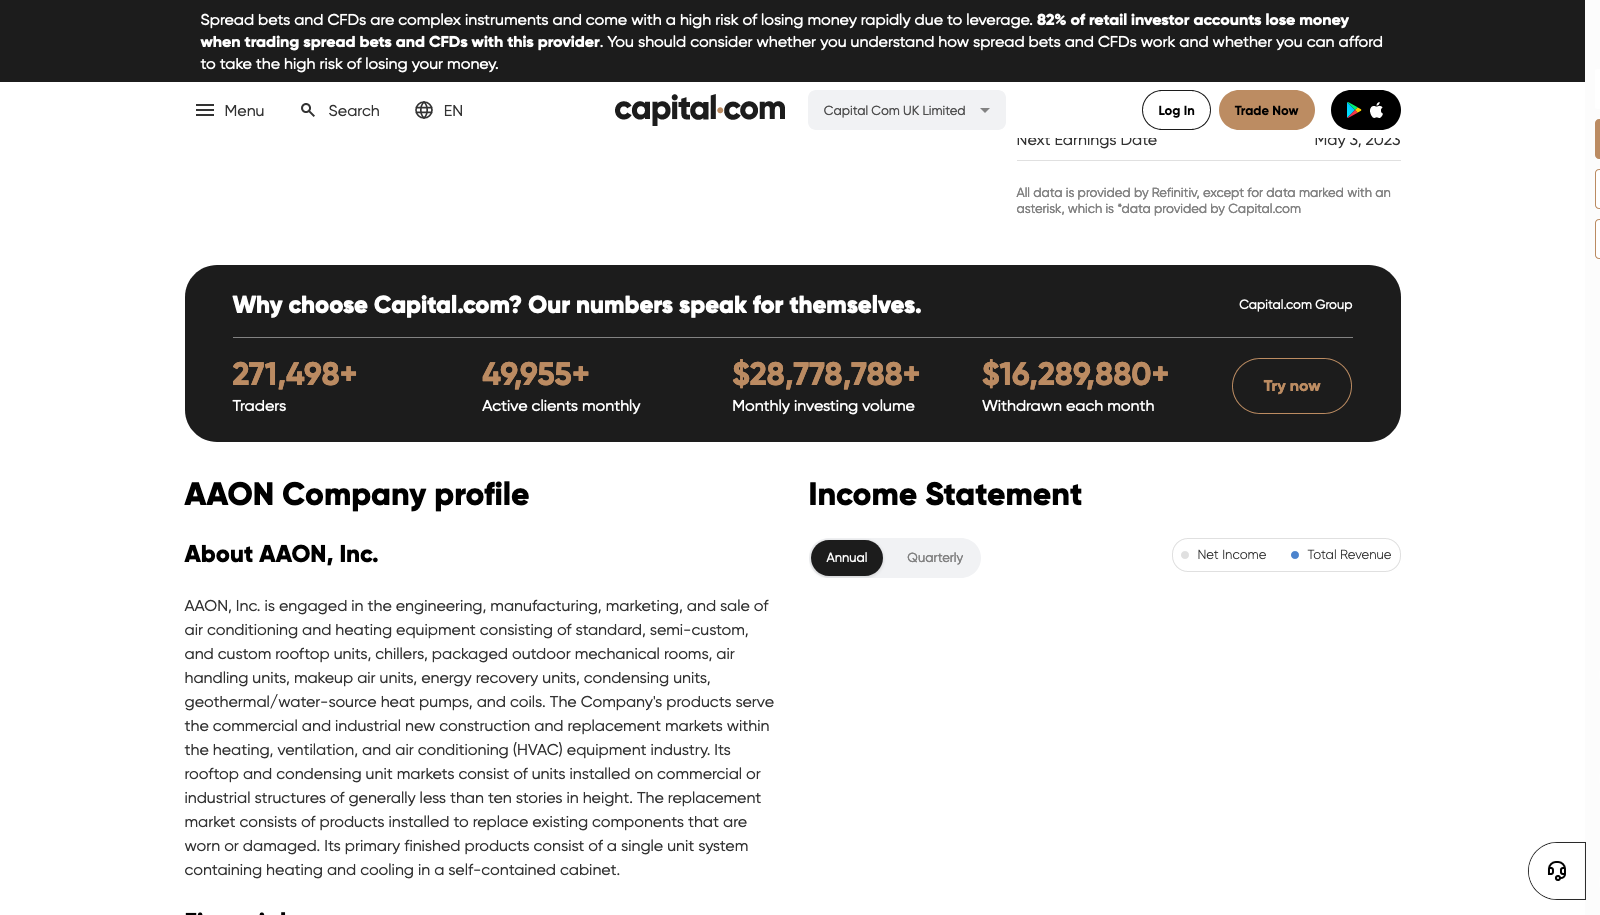 Spread bets and CFDs are complex instruments and come with a high risk of losing money rapidly due to leverage. 82% of retail investor accounts lose money
when trading spread bets and CFDs with this provider. You should consider whether you understand how spread bets and CFDs work and whether you can afford
to take the high risk of losing your money.
Menu Search EN capital.com Capital Com UK Limited Log In Trade Now
Next Earnings Date May 3, 2023
All data is provided by Refinitiv, except for data marked with an
asterisk, which is *data provided by Capital.com
Why choose Capital.com? Our numbers speak for themselves. Capital.com Group
271,498+ 49,955+ $28,778,788+ $16,289,880+
Traders Active clients monthly Monthly investing volume Withdrawn each month
Try now
AAON Company profile
About AAON, Inc.
AAON, Inc. is engaged in the engineering, manufacturing, marketing, and sale of
air conditioning and heating equipment consisting of standard, semi-custom,
and custom rooftop units, chillers, packaged outdoor mechanical rooms, air
handling units, makeup air units, energy recovery units, condensing units,
geothermal/water-source heat pumps, and coils. The Company's products serve
the commercial and industrial new construction and replacement markets within
the heating, ventilation, and air conditioning (HVAC) equipment industry. Its
rooftop and condensing unit markets consist of units installed on commercial or
industrial structures of generally less than ten stories in height. The replacement
market consists of products installed to replace existing components that are
worn or damaged. Its primary finished products consist of a single unit system
containing heating and cooling in a self-contained cabinet.
Income Statement
Annual Quarterly Net Income Total Revenue